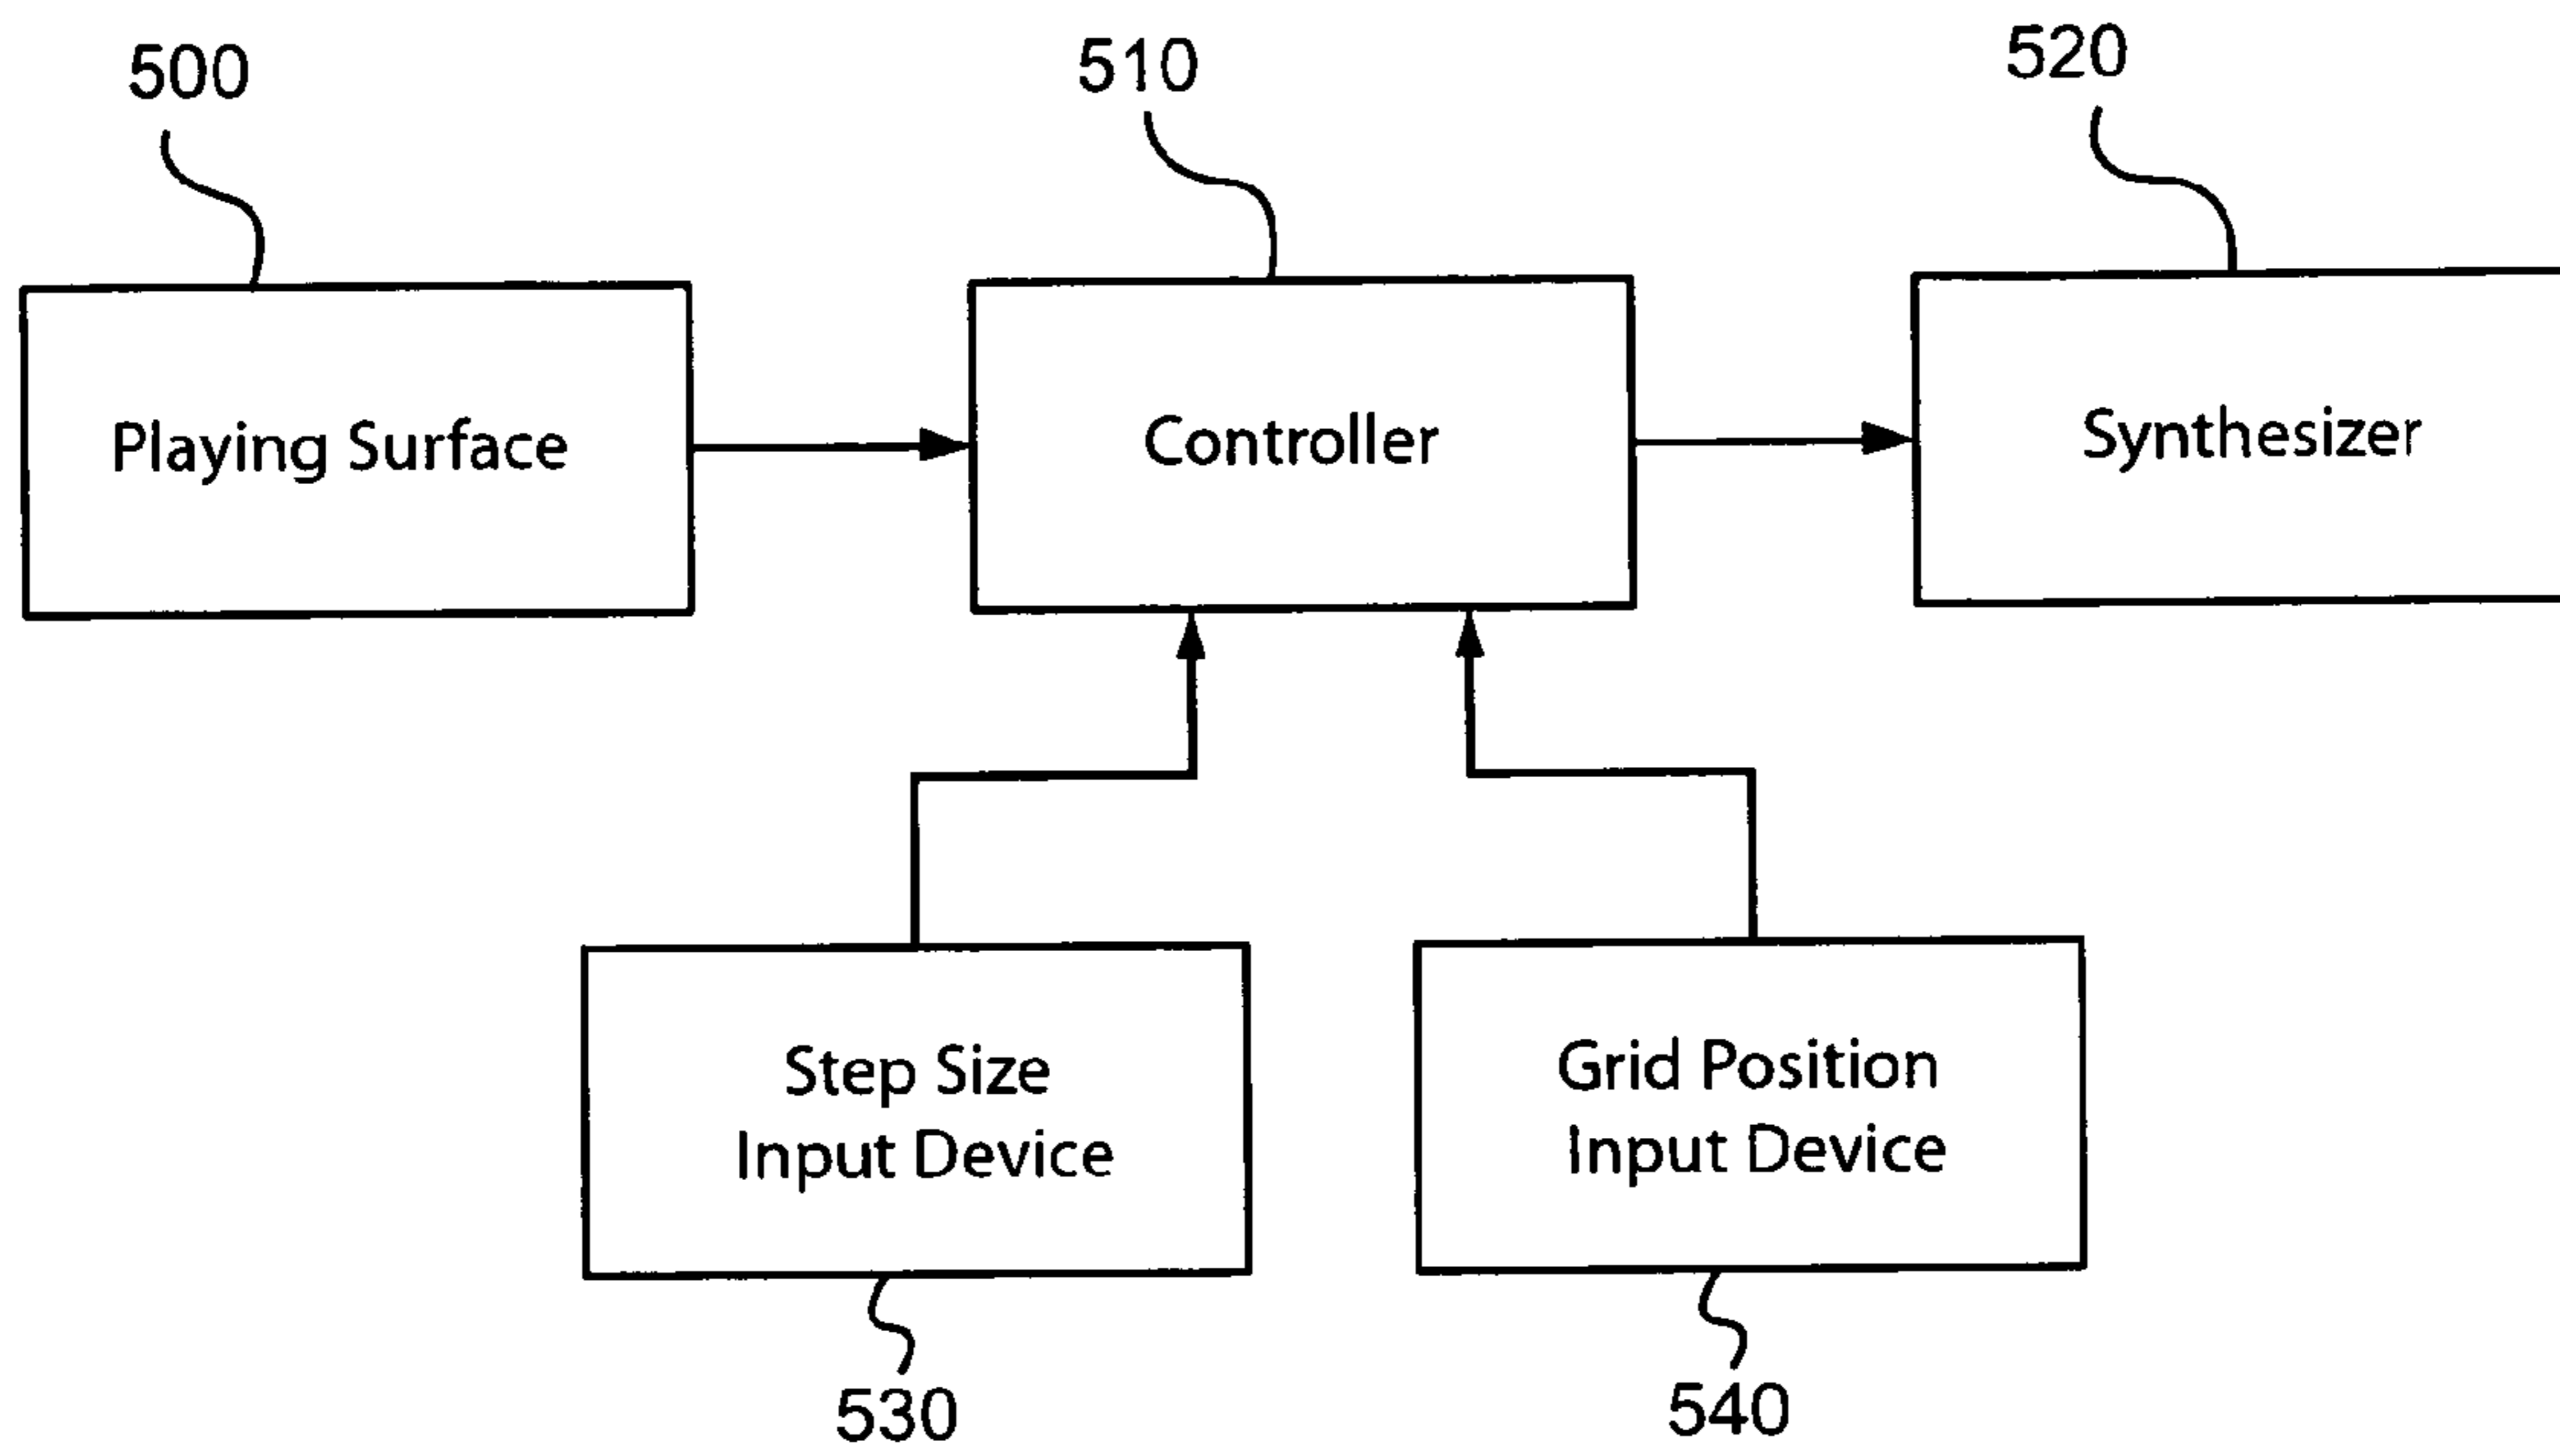 500
510
520
Playing Surface
Controller
Synthesizer
Step Size
Input Device
Grid Position
Input Device
530
540